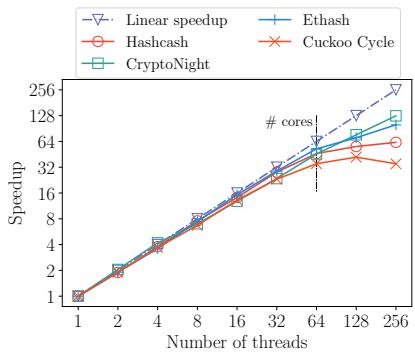 Linear speedup
Hashcash
CryptoNight
Ethash
Cuckoo Cycle
256
128
64
32
16
8
4
2
1
Speedup
# cores
1 2 4 8 16 32 64 128 256
Number of threads